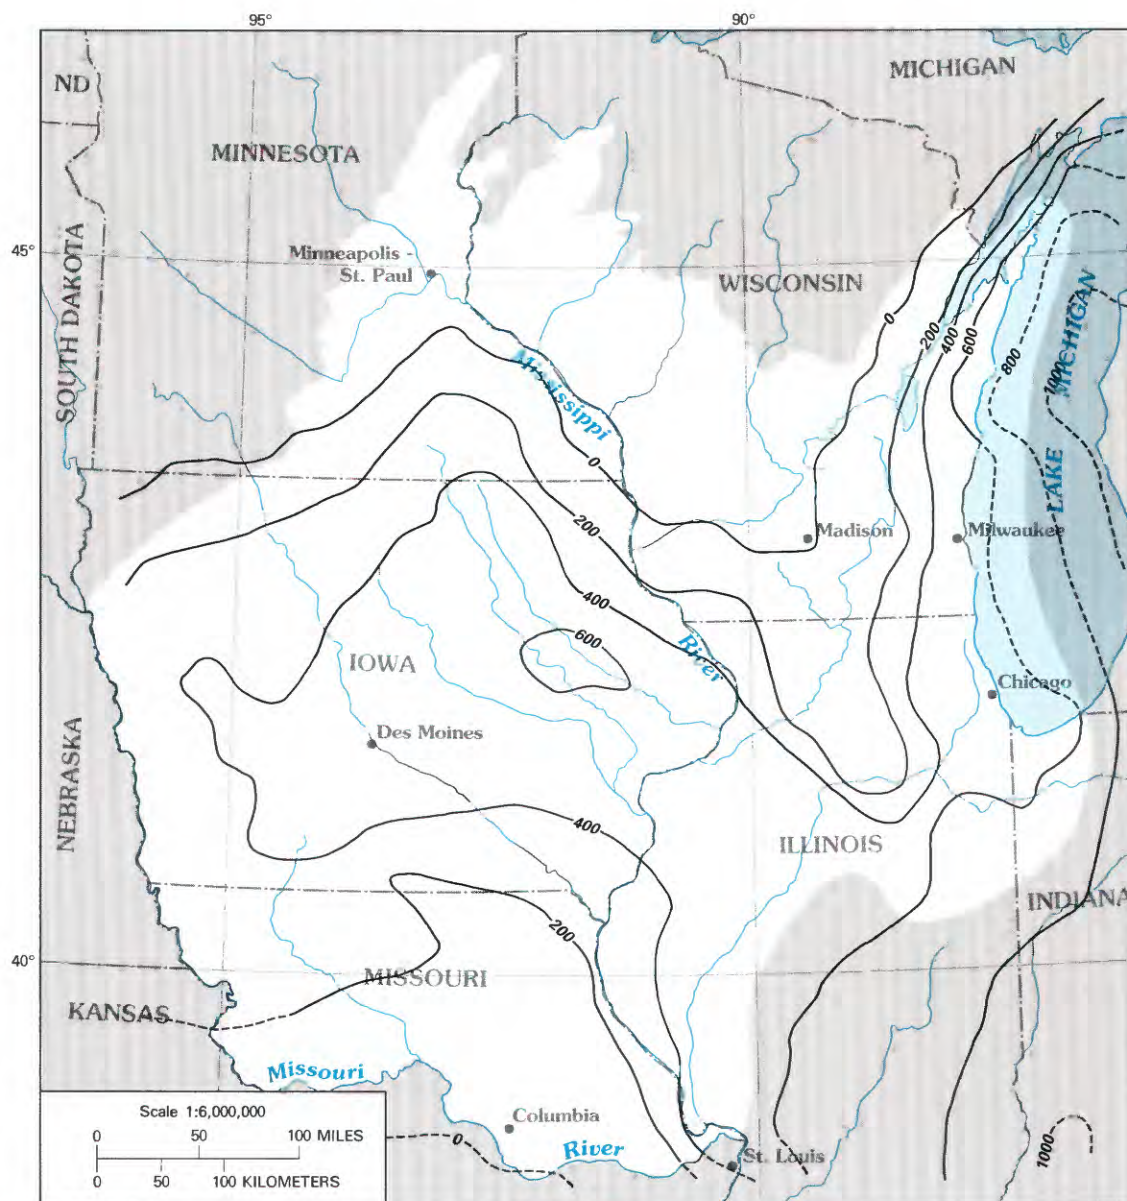 95°
90°
ND
MICHIGAN
MINNESOTA
45°
Minneapolis -
St. Paul
WISCONSIN
SOUTH DAKOTA
LAKE MICHIGAN
0
200
400
600
800
1000
Mississippi
0
200
Madison
Milwaukee
400
600
IOWA
River
Chicago
Des Moines
NEBRASKA
400
ILLINOIS
INDIANA
200
40°
MISSOURI
KANSAS
Missouri
Scale 1:6,000,000
0 50 100 MILES
0 50 100 KILOMETERS
0
Columbia
River
St. Louis
1000